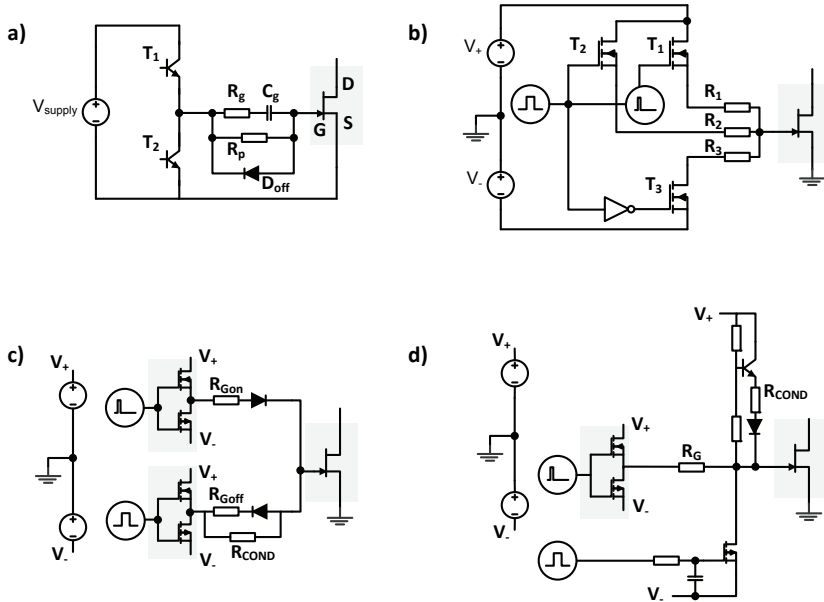 a)
T1
Vsupply
T2
Rg
Cg
Rp
Doff
D
G
S
b)
V+
V-
T2
T1
R1
R2
R3
T3
c)
V+
V-
V+
RGon
V-
V+
RGoff
RCOND
V-
d)
V+
V-
V+
V-
RG
V+
RCOND
V-